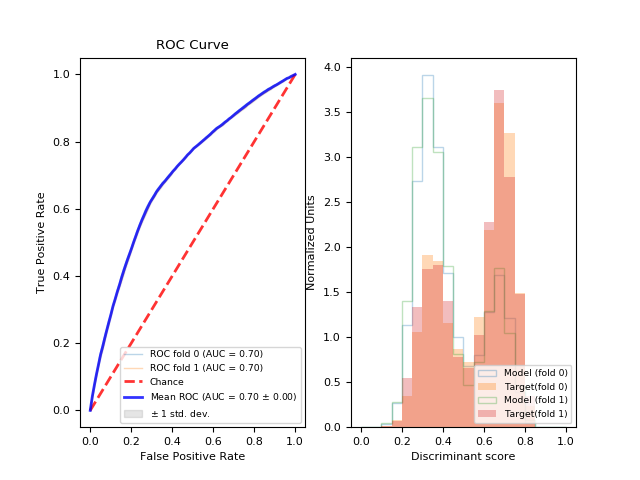 ROC Curve
True Positive Rate
1.0
0.8
0.6
0.4
0.2
0.0
ROC fold 0 (AUC = 0.70)
ROC fold 1 (AUC = 0.70)
Chance
Mean ROC (AUC = 0.70 ± 0.00)
± 1 std. dev.
0.0 0.2 0.4 0.6 0.8 1.0
False Positive Rate
Normalized Units
4.0
3.5
3.0
2.5
2.0
1.5
1.0
0.5
0.0
Model (fold 0)
Target(fold 0)
Model (fold 1)
Target(fold 1)
0.0 0.2 0.4 0.6 0.8 1.0
Discriminant score